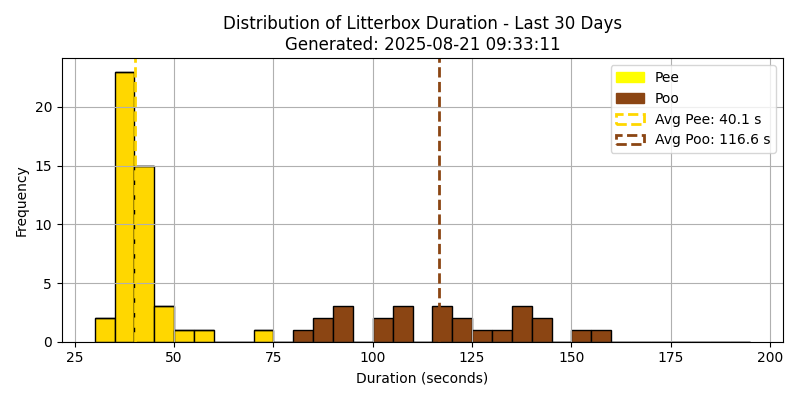 Distribution of Litterbox Duration - Last 30 Days
Generated: 2025-08-21 09:33:11
Pee
Poo
Avg Pee: 40.1 s
Avg Poo: 116.6 s
Frequency
20
15
10
5
0
25 50 75 100 125 150 175 200
Duration (seconds)